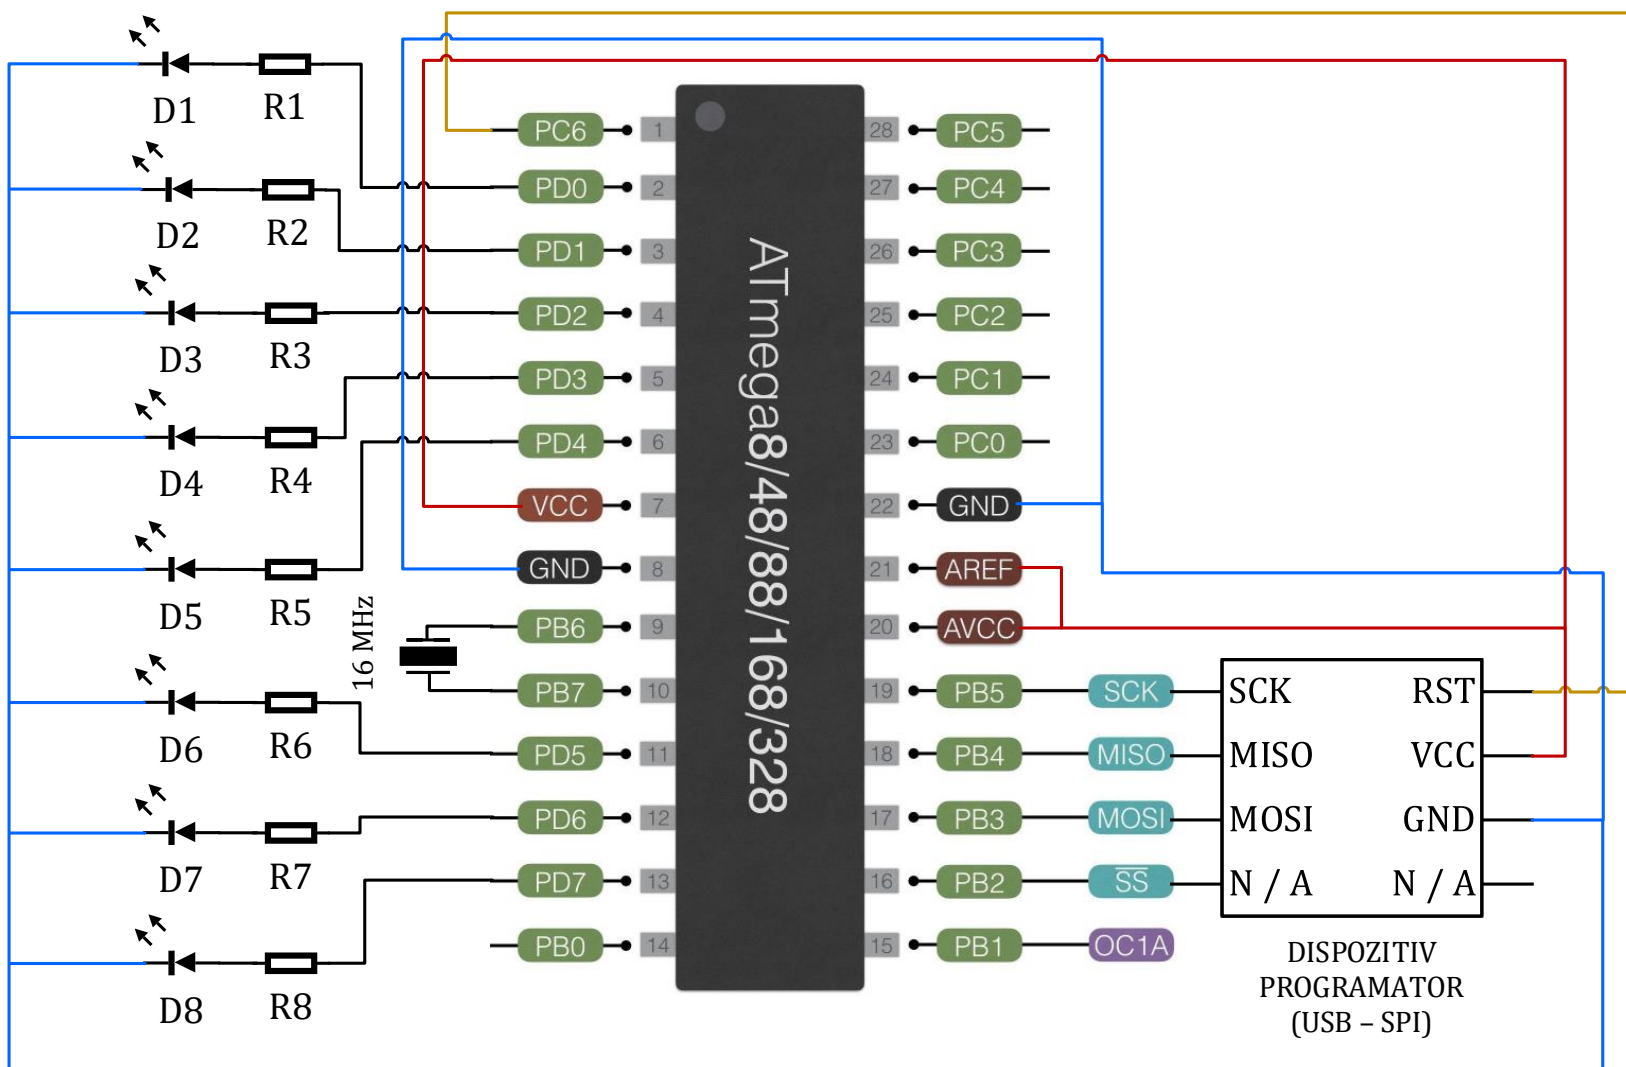 D1
R1
D2
R2
D3
R3
D4
R4
D5
R5
16 MHz
D6
R6
D7
R7
D8
R8
PC6
PD0
PD1
PD2
PD3
PD4
VCC
GND
PB6
PB7
PD5
PD6
PD7
PB0
1
2
3
4
5
6
7
8
9
10
11
12
13
14
ATmega8/48/88/168/328
28
27
26
25
24
23
22
21
20
19
18
17
16
15
PC5
PC4
PC3
PC2
PC1
PC0
GND
AREF
AVCC
PB5
PB4
PB3
PB2
PB1
SCK
MISO
MOSI
SS
OC1A
SCK RST
MISO VCC
MOSI GND
N / A N / A
DISPOZITIV
PROGRAMATOR
(USB – SPI)